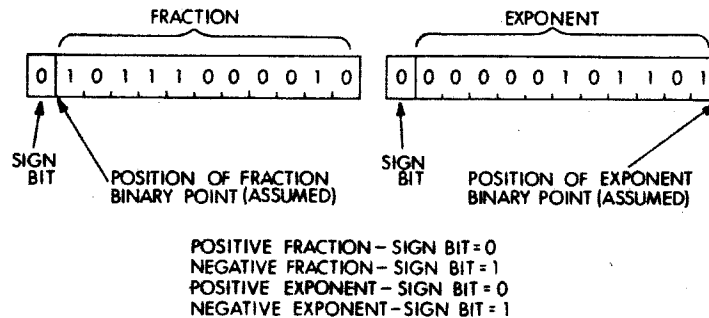 FRACTION
EXPONENT
0 1 0 1 1 1 0 0 0 0 1 0
0 0 0 0 0 0 1 0 1 1 0 1
SIGN
BIT
POSITION OF FRACTION
BINARY POINT (ASSUMED)
SIGN
BIT
POSITION OF EXPONENT
BINARY POINT (ASSUMED)
POSITIVE FRACTION – SIGN BIT = 0
NEGATIVE FRACTION – SIGN BIT = 1
POSITIVE EXPONENT – SIGN BIT = 0
NEGATIVE EXPONENT – SIGN BIT = 1